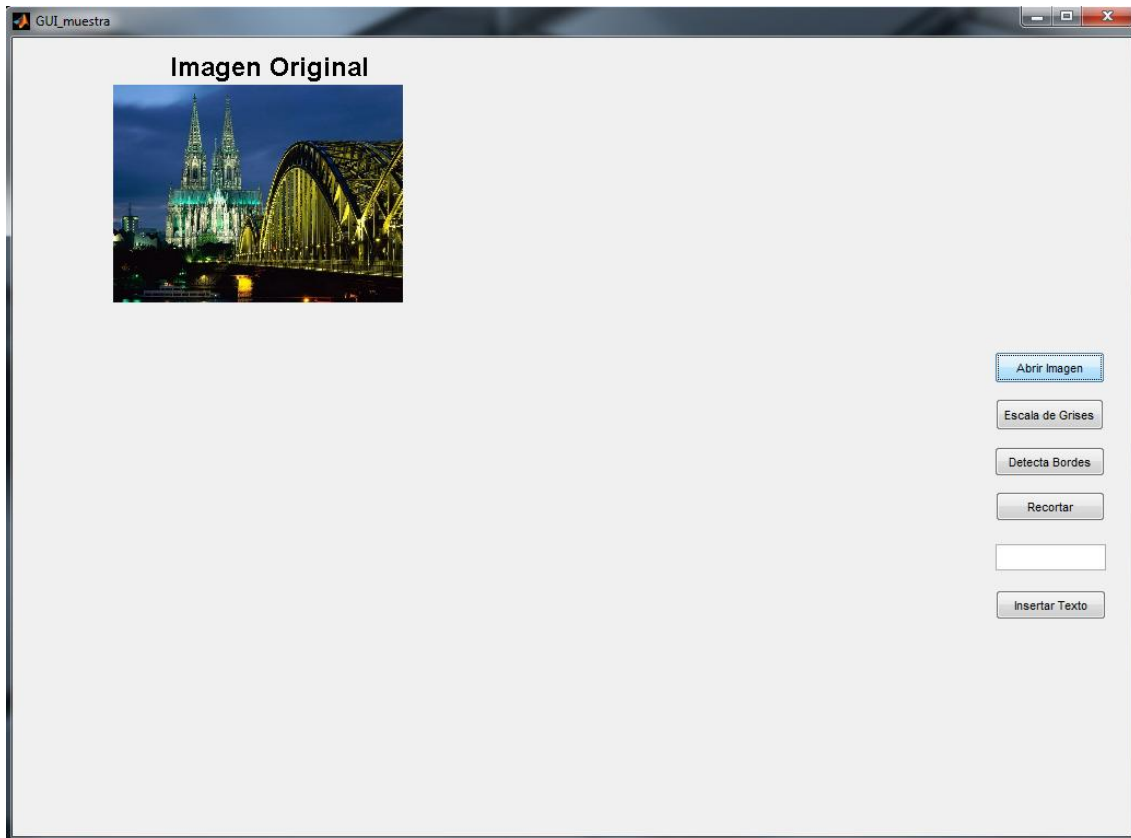 GUI_muestra
Imagen Original
Abrir Imagen
Escala de Grises
Detecta Bordes
Recortar
Insertar Texto